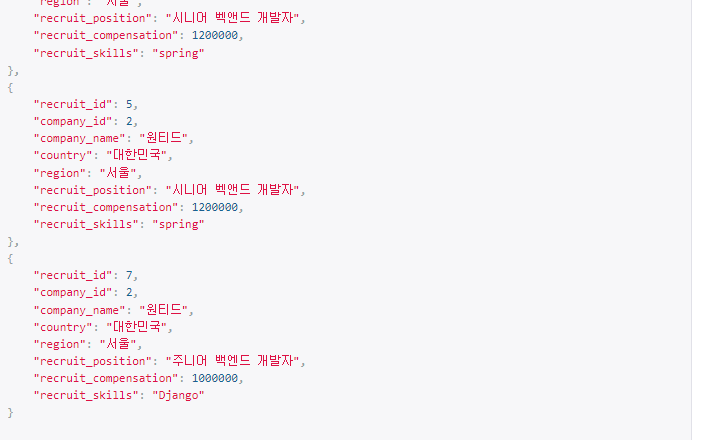 "region": "서울",
"recruit_position": "시니어 벡앤드 개발자",
"recruit_compensation": 1200000,
"recruit_skills": "spring"
},
{
"recruit_id": 5,
"company_id": 2,
"company_name": "원티드",
"country": "대한민국",
"region": "서울",
"recruit_position": "시니어 벡앤드 개발자",
"recruit_compensation": 1200000,
"recruit_skills": "spring"
},
{
"recruit_id": 7,
"company_id": 2,
"company_name": "원티드",
"country": "대한민국",
"region": "서울",
"recruit_position": "주니어 백엔드 개발자",
"recruit_compensation": 1000000,
"recruit_skills": "Django"
}